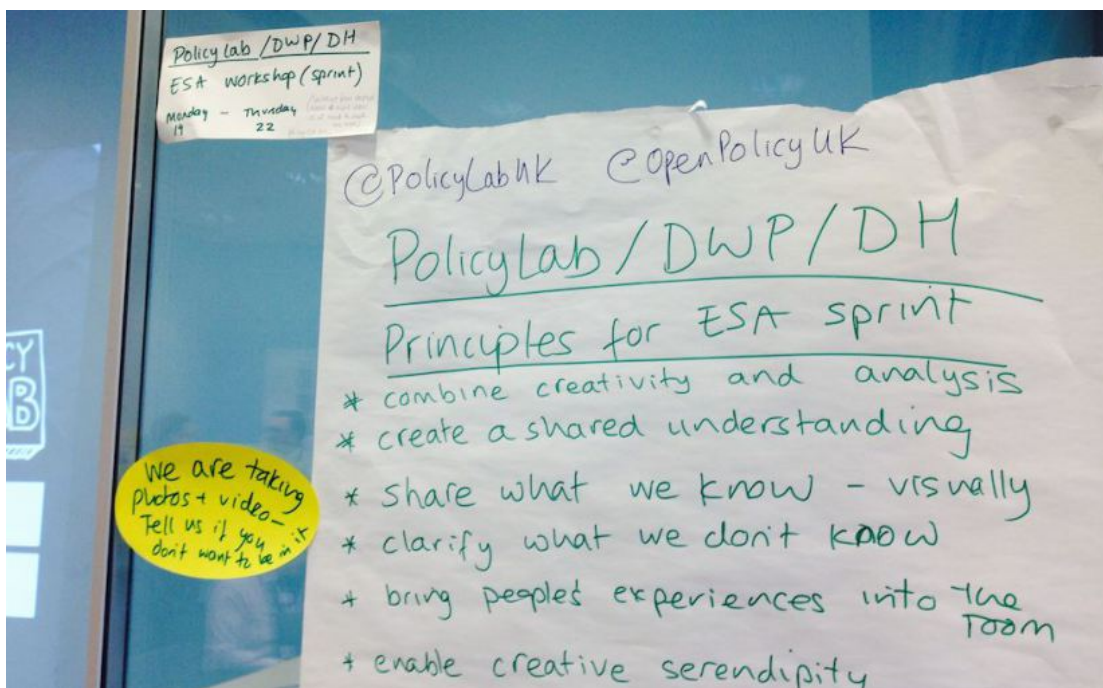 Policy Lab / DWP / DH
ESA workshop (sprint)
Monday - Thursday
19 22
@PolicyLabUK @OpenPolicyUK
PolicyLab / DWP / DH
Principles for ESA sprint
* combine creativity and analysis
* create a shared understanding
* share what we know - visually
* clarify what we don't know
* bring people's experiences into the
room
* enable creative serendipity
we are taking
photos + video -
Tell us if you
don't want to be in it
CY
AB